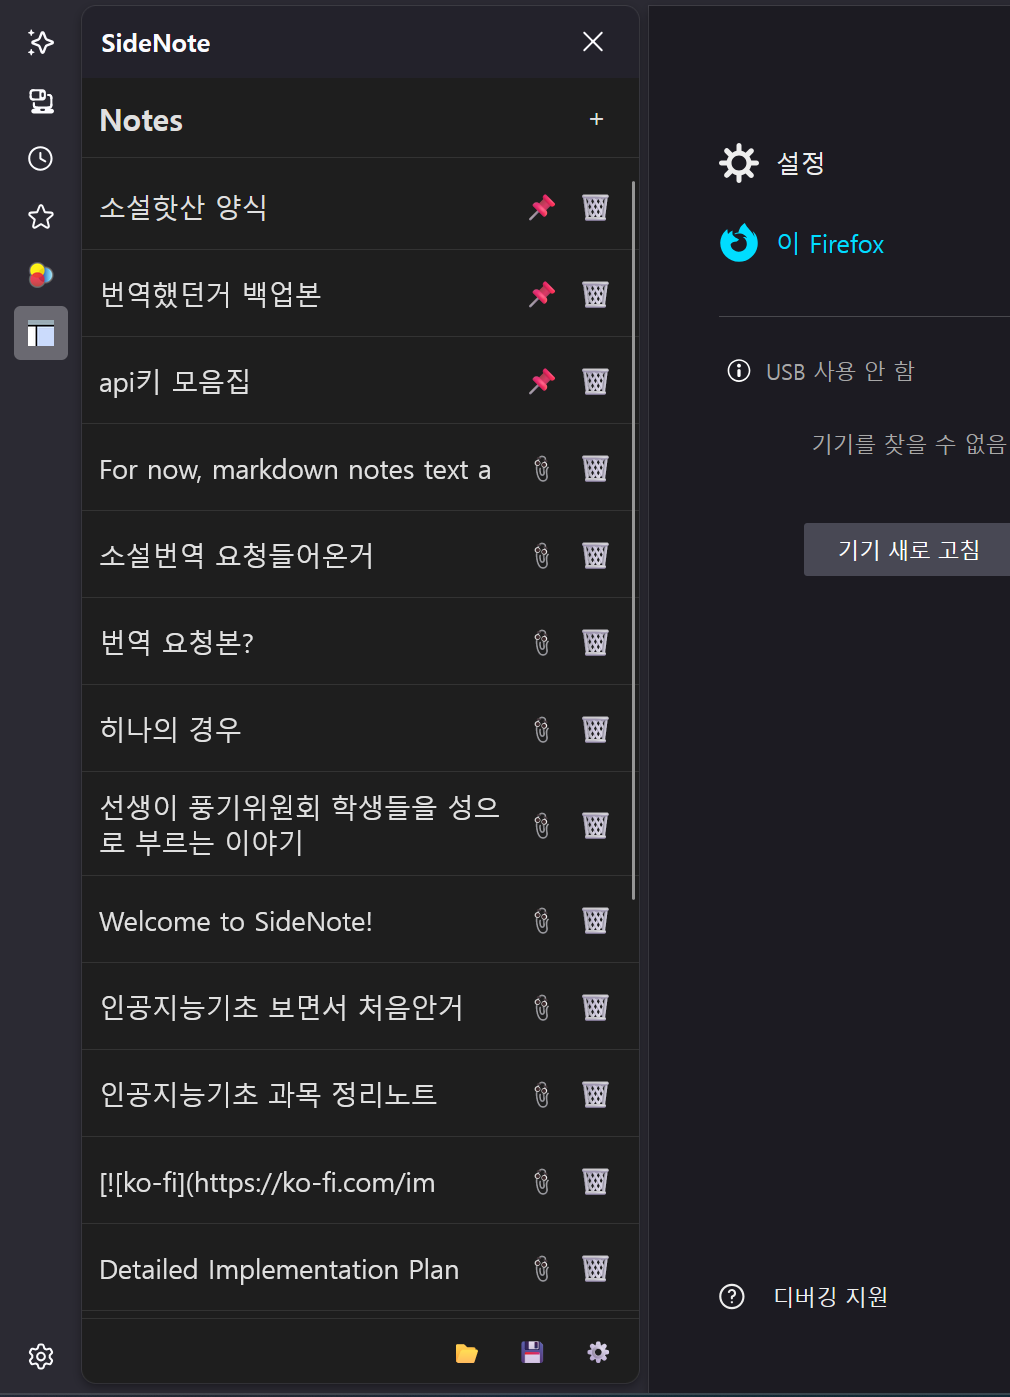 SideNote
Notes
+
소설핫산 양식
번역했던거 백업본
api키 모음집
For now, markdown notes text a
소설번역 요청들어온거
번역 요청본?
히나의 경우
선생이 풍기위원회 학생들을 성으
로 부르는 이야기
Welcome to SideNote!
인공지능기초 보면서 처음안거
인공지능기초 과목 정리노트
[![ko-fi](https://ko-fi.com/im
Detailed Implementation Plan
설정
이 Firefox
USB 사용 안 함
기기를 찾을 수 없음
기기 새로 고침
디버깅 지원